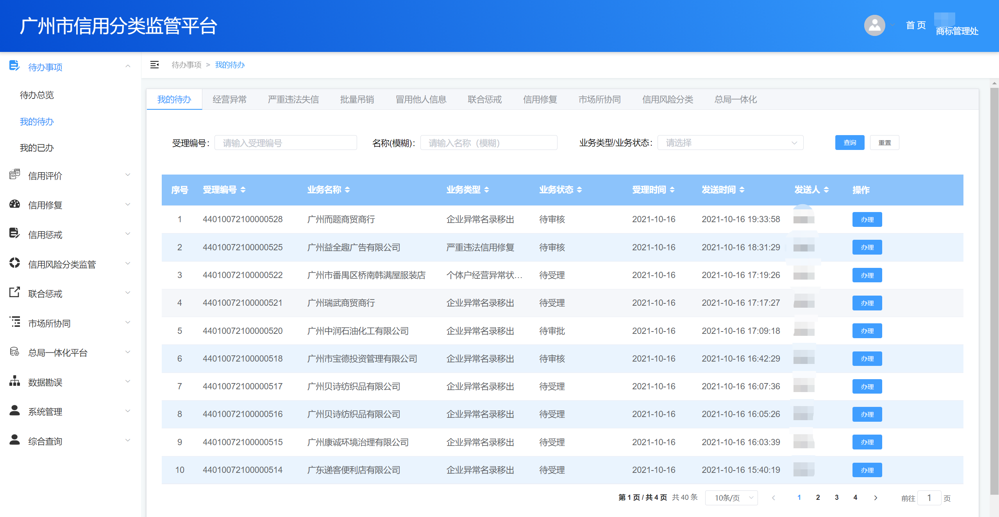 广州市信用分类监管平台
首 页
商标管理处
待办事项
待办总览
我的待办
我的已办
信用评价
信用修复
信用惩戒
信用风险分类监管
联合惩戒
市场所协同
总局一体化平台
数据勘误
系统管理
综合查询
待办事项 > 我的待办
我的待办 经营异常 严重违法失信 批量吊销 冒用他人信息 联合惩戒 信用修复 市场所协同 信用风险分类 总局一体化
受理编号： 请输入受理编号 名称(模糊)： 请输入名称（模糊） 业务类型/业务状态： 请选择 查询 重置
序号 受理编号 业务名称 业务类型 业务状态 受理时间 发送时间 发送人 操作
1 44010072100000528 广州而题商贸商行 企业异常名录移出 待审核 2021-10-16 2021-10-16 19:33:58 办理
2 44010072100000525 广州益全趣广告有限公司 严重违法信用修复 待审核 2021-10-16 2021-10-16 18:31:29 办理
3 44010072100000522 广州市番禺区桥南韩满屋服装店 个体户经营异常状… 待受理 2021-10-16 2021-10-16 17:19:26 办理
4 44010072100000521 广州瑞武商贸商行 企业异常名录移出 待受理 2021-10-16 2021-10-16 17:17:27 办理
5 44010072100000520 广州中润石油化工有限公司 企业异常名录移出 待审批 2021-10-16 2021-10-16 17:09:18 办理
6 44010072100000518 广州市宝德投资管理有限公司 企业异常名录移出 待审核 2021-10-16 2021-10-16 16:42:29 办理
7 44010072100000517 广州贝诗纺织品有限公司 企业异常名录移出 待受理 2021-10-16 2021-10-16 16:07:36 办理
8 44010072100000516 广州贝诗纺织品有限公司 企业异常名录移出 待受理 2021-10-16 2021-10-16 16:05:26 办理
9 44010072100000515 广州康诚环境治理有限公司 企业异常名录移出 待受理 2021-10-16 2021-10-16 16:03:39 办理
10 44010072100000514 广东递客便利店有限公司 企业异常名录移出 待受理 2021-10-16 2021-10-16 15:40:19 办理
第 1 页 / 共 4 页 共 40 条 10条/页 1 2 3 4 前往 1 页